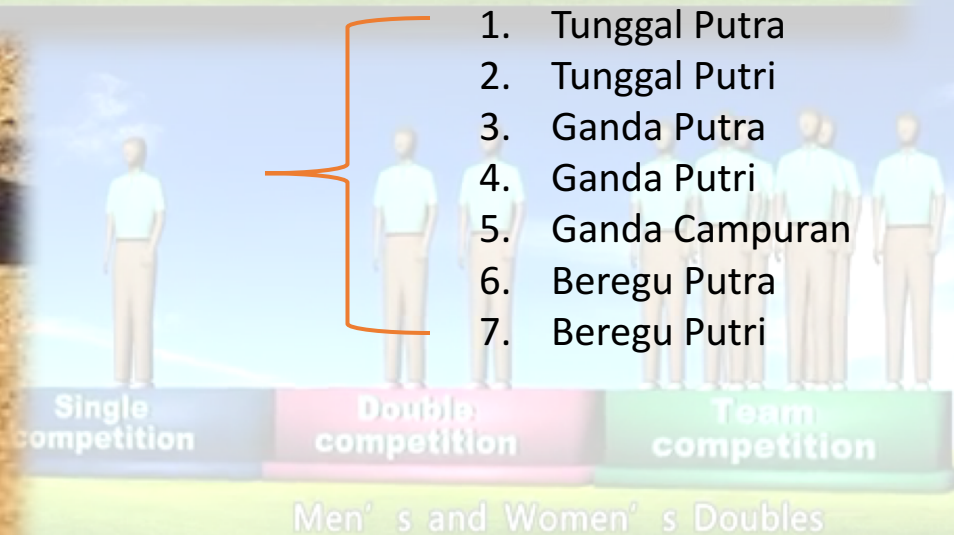 1. Tunggal Putra
2. Tunggal Putri
3. Ganda Putra
4. Ganda Putri
5. Ganda Campuran
6. Beregu Putra
7. Beregu Putri
Single competition
Double competition
Team competition
Men' s and Women' s Doubles